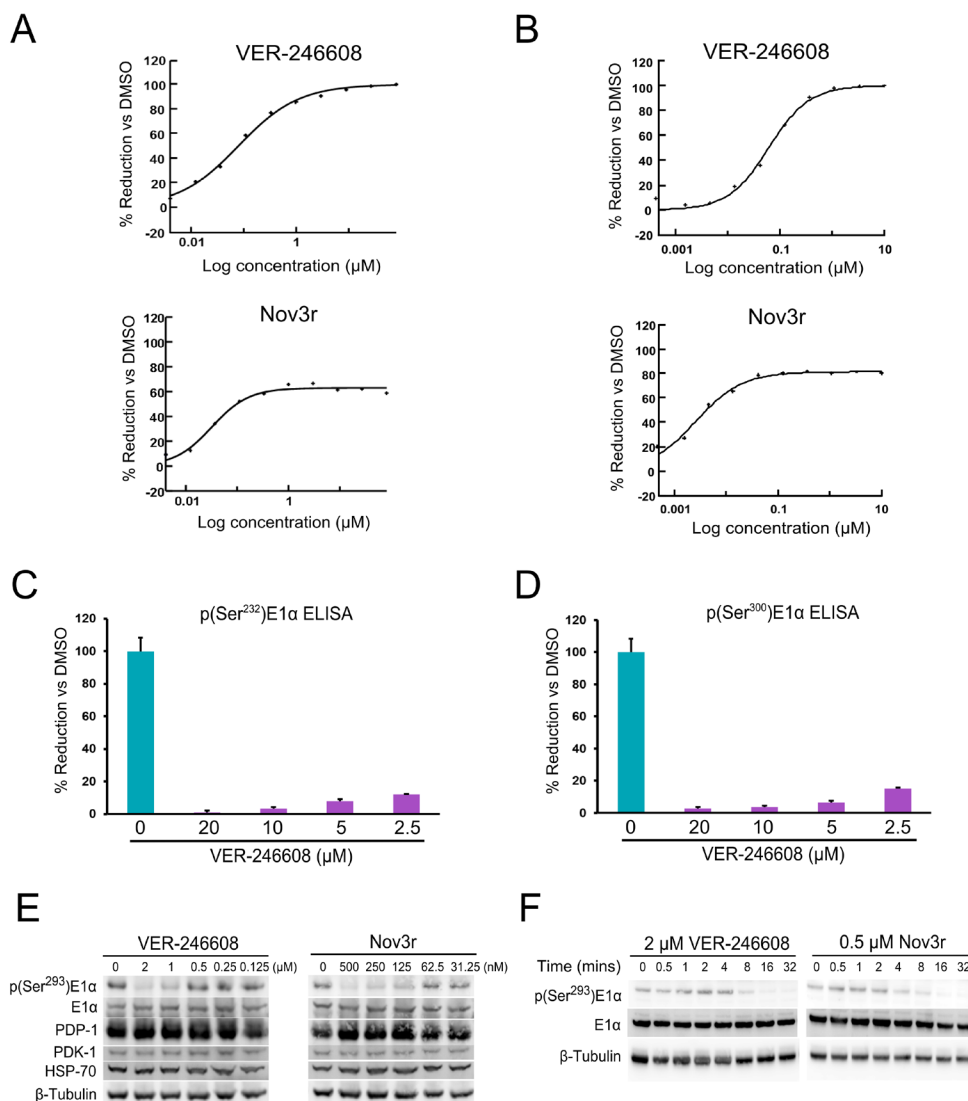 A
VER-246608
% Reduction vs DMSO
120
100
80
60
40
20
0
-20
0.01 1
Log concentration (µM)
Nov3r
% Reduction vs DMSO
120
100
80
60
40
20
0
-20
0.01 1
Log concentration (µM)
B
VER-246608
% Reduction vs DMSO
120
100
80
60
40
20
0
-20
0.001 0.1 10
Log concentration (µM)
Nov3r
% Reduction vs DMSO
120
100
80
60
40
20
0
-20
0.001 0.1 10
Log concentration (µM)
C
p(Ser²³²)E1α ELISA
% Reduction vs DMSO
120
100
80
60
40
20
0
0 20 10 5 2.5
VER-246608 (µM)
D
p(Ser³⁰⁰)E1α ELISA
% Reduction vs DMSO
120
100
80
60
40
20
0
0 20 10 5 2.5
VER-246608 (µM)
E
VER-246608 Nov3r
0 2 1 0.5 0.25 0.125 (µM) 0 500 250 125 62.5 31.25 (nM)
p(Ser²⁹³)E1α
E1α
PDP-1
PDK-1
HSP-70
β-Tubulin
F
2 µM VER-246608 0.5 µM Nov3r
Time (mins) 0 0.5 1 2 4 8 16 32 0 0.5 1 2 4 8 16 32
p(Ser²⁹³)E1α
E1α
β-Tubulin